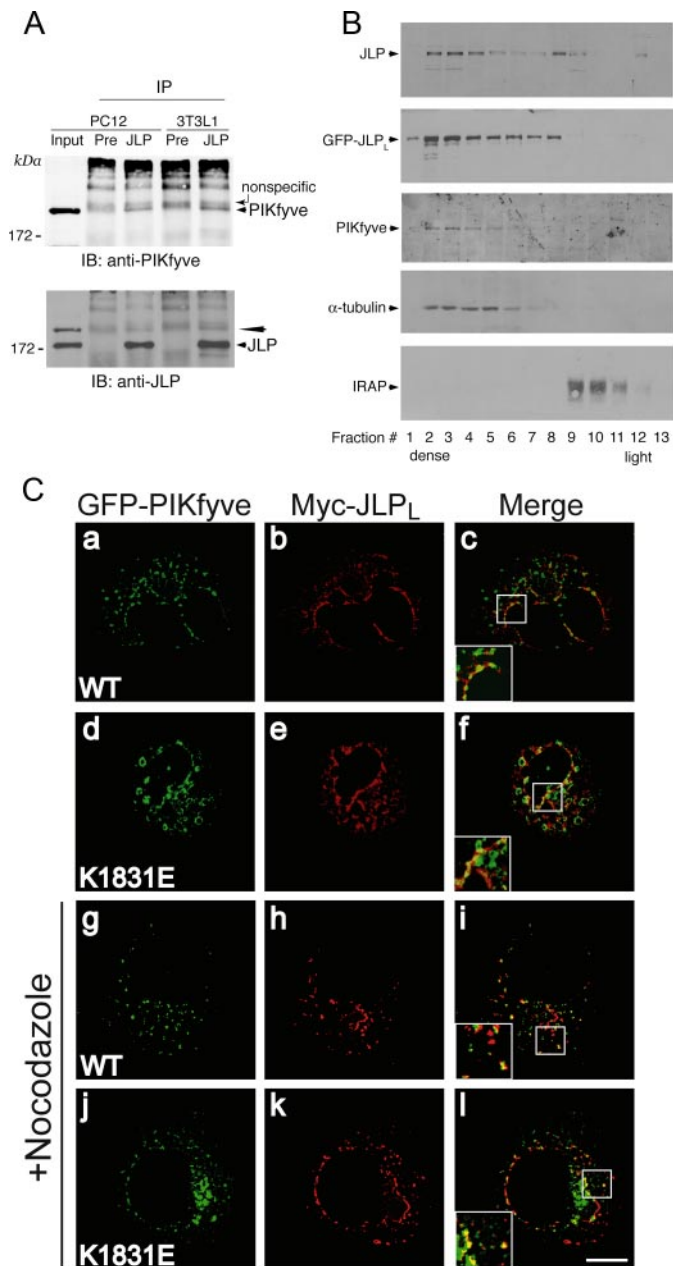 A
IP
PC12 3T3L1
Input Pre JLP Pre JLP
kDa
nonspecific
PIKfyve
172 -
IB: anti-PIKfyve
172 -
JLP
IB: anti-JLP
B
JLP
GFP-JLPL
PIKfyve
α-tubulin
IRAP
Fraction # 1 2 3 4 5 6 7 8 9 10 11 12 13
dense light
C
GFP-PIKfyve Myc-JLPL Merge
a b c
WT
d e f
K1831E
+Nocodazole
g h i
WT
j k l
K1831E